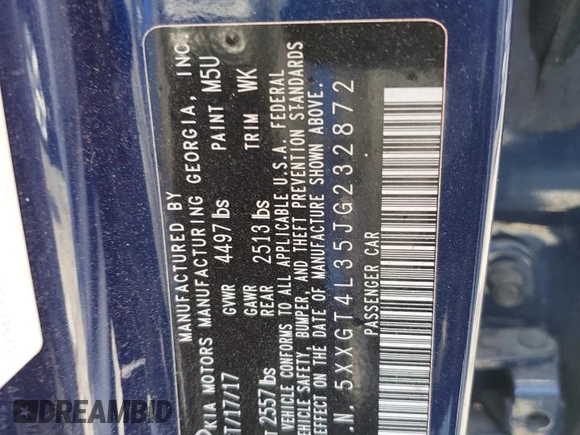 MANUFACTURED BY
KIA MOTORS MANUFACTURING GEORGIA, INC.
7/17/17 GVWR 4497 lbs PAINT M5U
GAWR
2557 lbs REAR 2513 lbs TRIM WK
VEHICLE CONFORMS TO ALL APPLICABLE U.S.A. FEDERAL
VEHICLE SAFETY, BUMPER, AND THEFT PREVENTION STANDARDS
EFFECT ON THE DATE OF MANUFACTURE SHOWN ABOVE.
.N. 5XXGT4L35JG232872
PASSENGER CAR
DREAMBID
dreambid.com